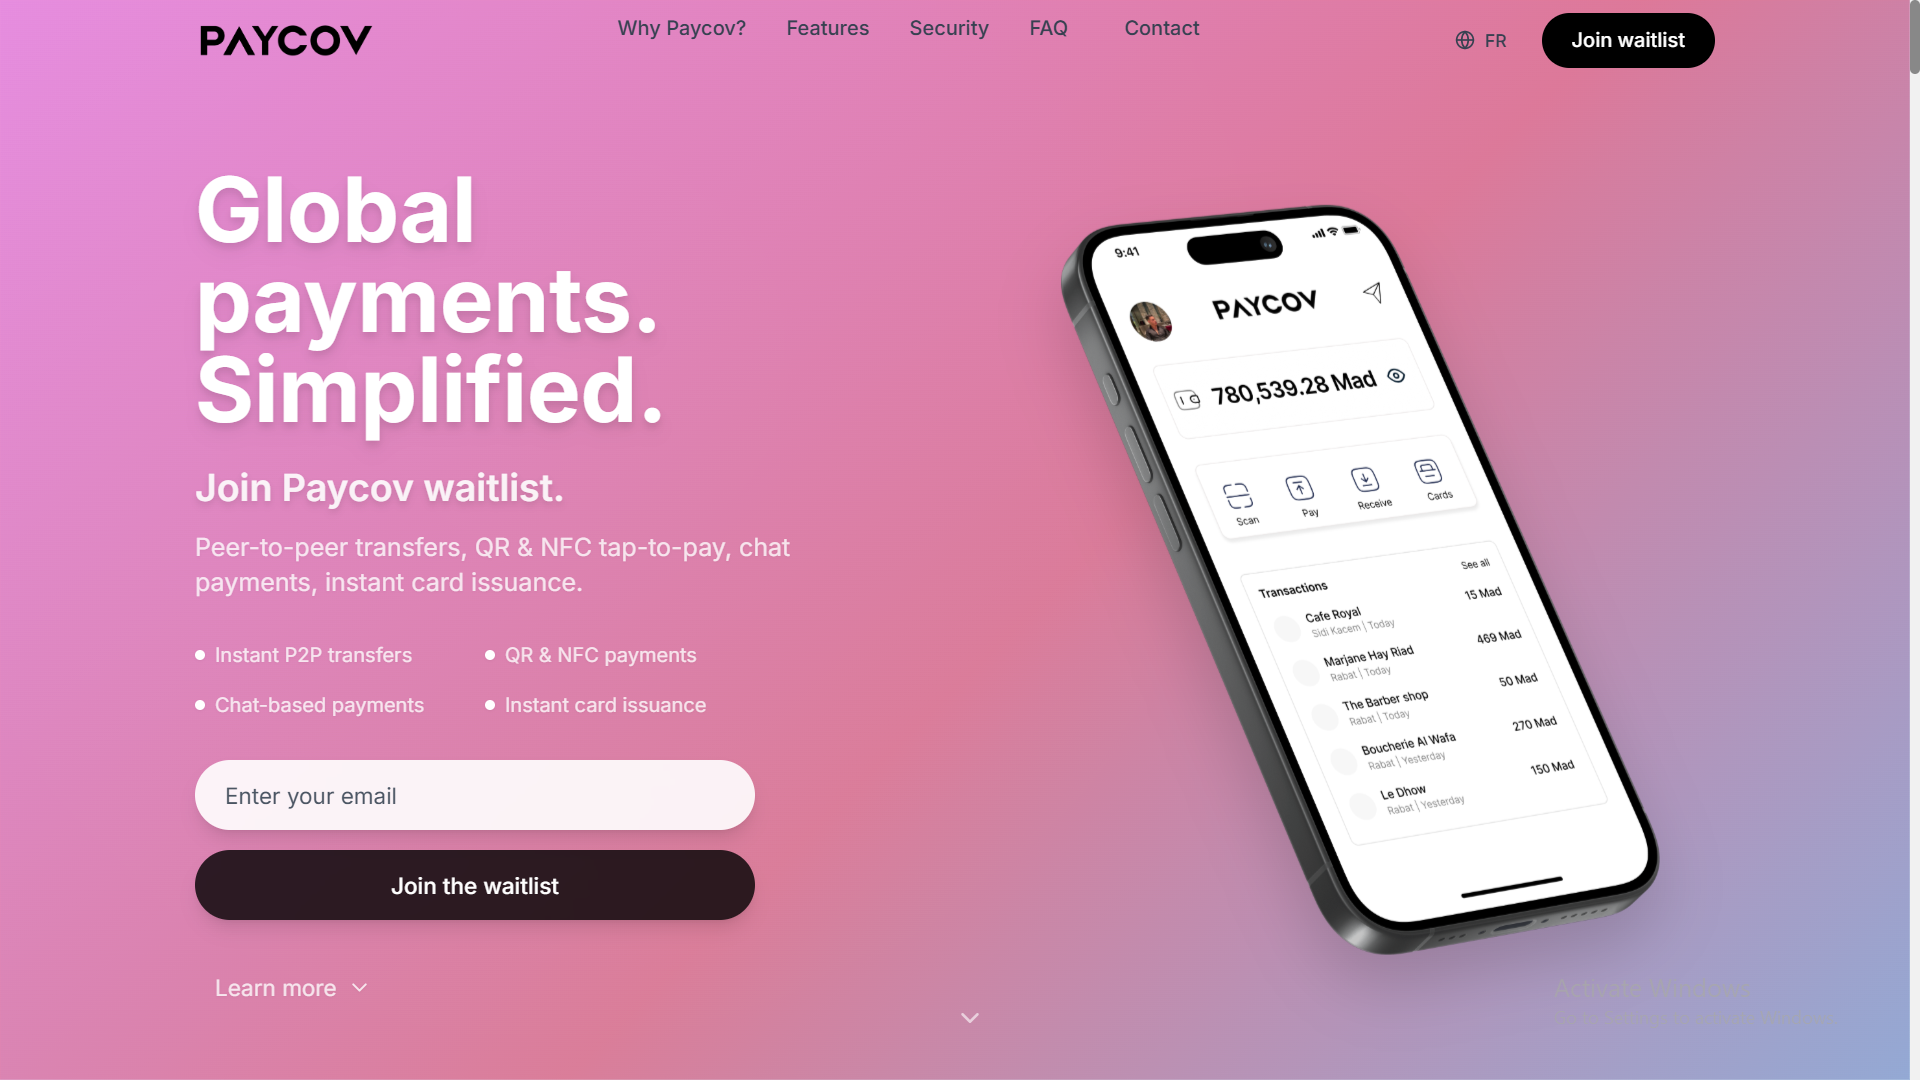 PAYCOV
Why Paycov?
Features
Security
FAQ
Contact
FR
Join waitlist
Global
payments.
Simplified.
Join Paycov waitlist.
Peer-to-peer transfers, QR & NFC tap-to-pay, chat
payments, instant card issuance.
Instant P2P transfers
QR & NFC payments
Chat-based payments
Instant card issuance
Enter your email
Join the waitlist
Learn more
9:41
PAYCOV
780,539.28 Mad
Scan
Pay
Receive
Cards
Transactions
See all
Cafe Royal
15 Mad
Sidi Kacem | Today
Marjane Hay Riad
469 Mad
Rabat | Today
The Barber shop
50 Mad
Rabat | Today
Boucherie Al Wafa
270 Mad
Rabat | Yesterday
Le Dhow
150 Mad
Rabat | Yesterday
Activate Windows